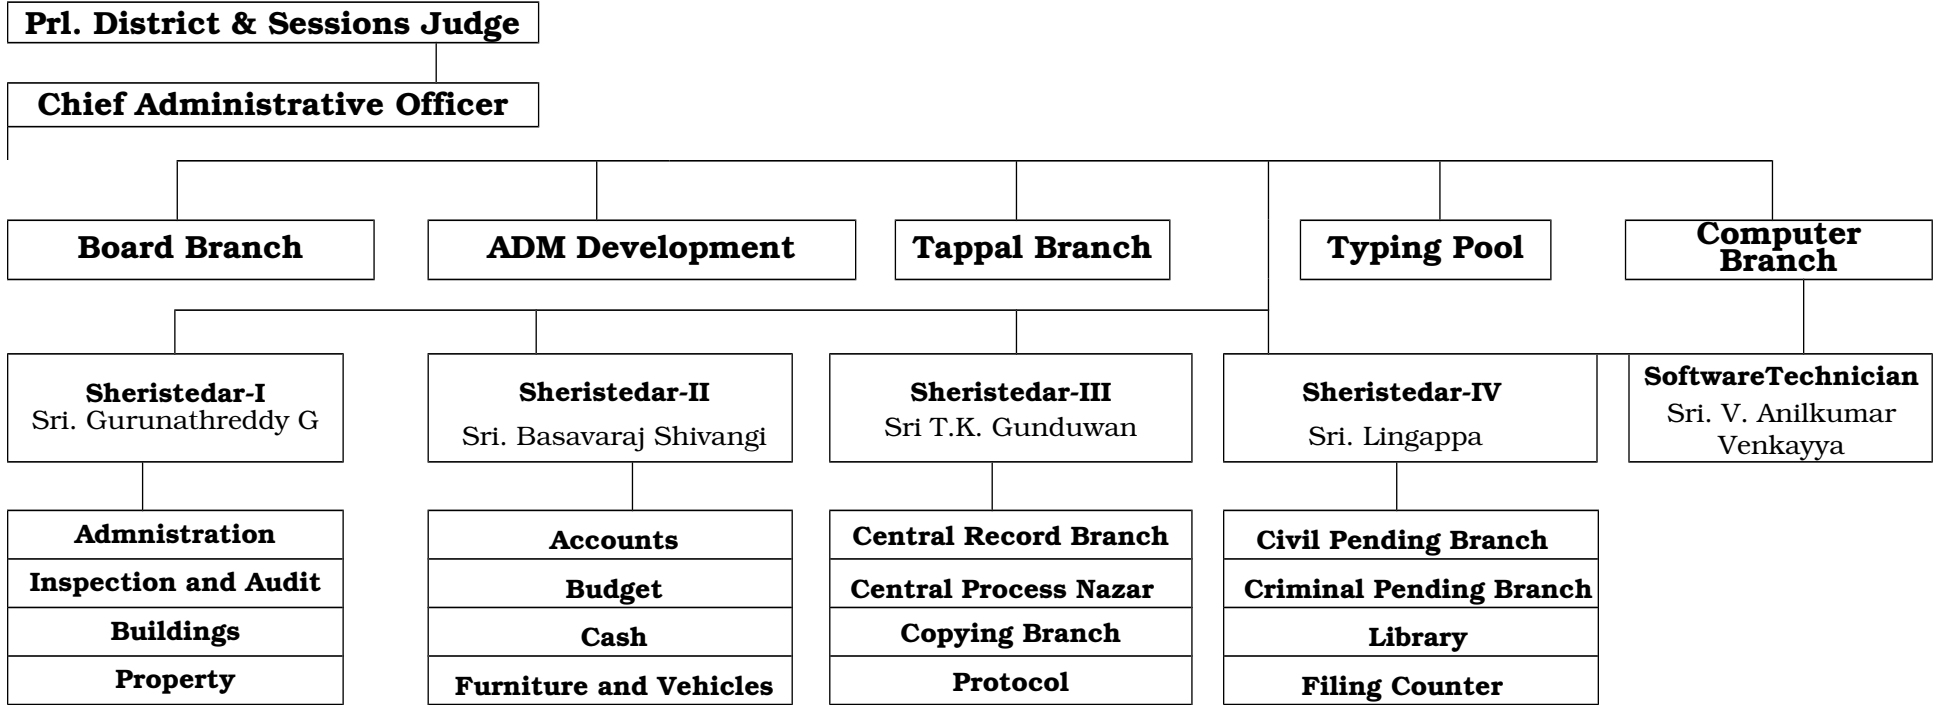 Prl. District & Sessions Judge
Chief Administrative Officer
Board Branch
ADM Development
Tappal Branch
Typing Pool
Computer
Branch
Sheristedar-I
Sri. Gurunathreddy G
Sheristedar-II
Sri. Basavaraj Shivangi
Sheristedar-III
Sri T.K. Gunduwan
Sheristedar-IV
Sri. Lingappa
SoftwareTechnician
Sri. V. Anilkumar
Venkayya
Admnistration
Inspection and Audit
Buildings
Property
Accounts
Budget
Cash
Furniture and Vehicles
Central Record Branch
Central Process Nazar
Copying Branch
Protocol
Civil Pending Branch
Criminal Pending Branch
Library
Filing Counter